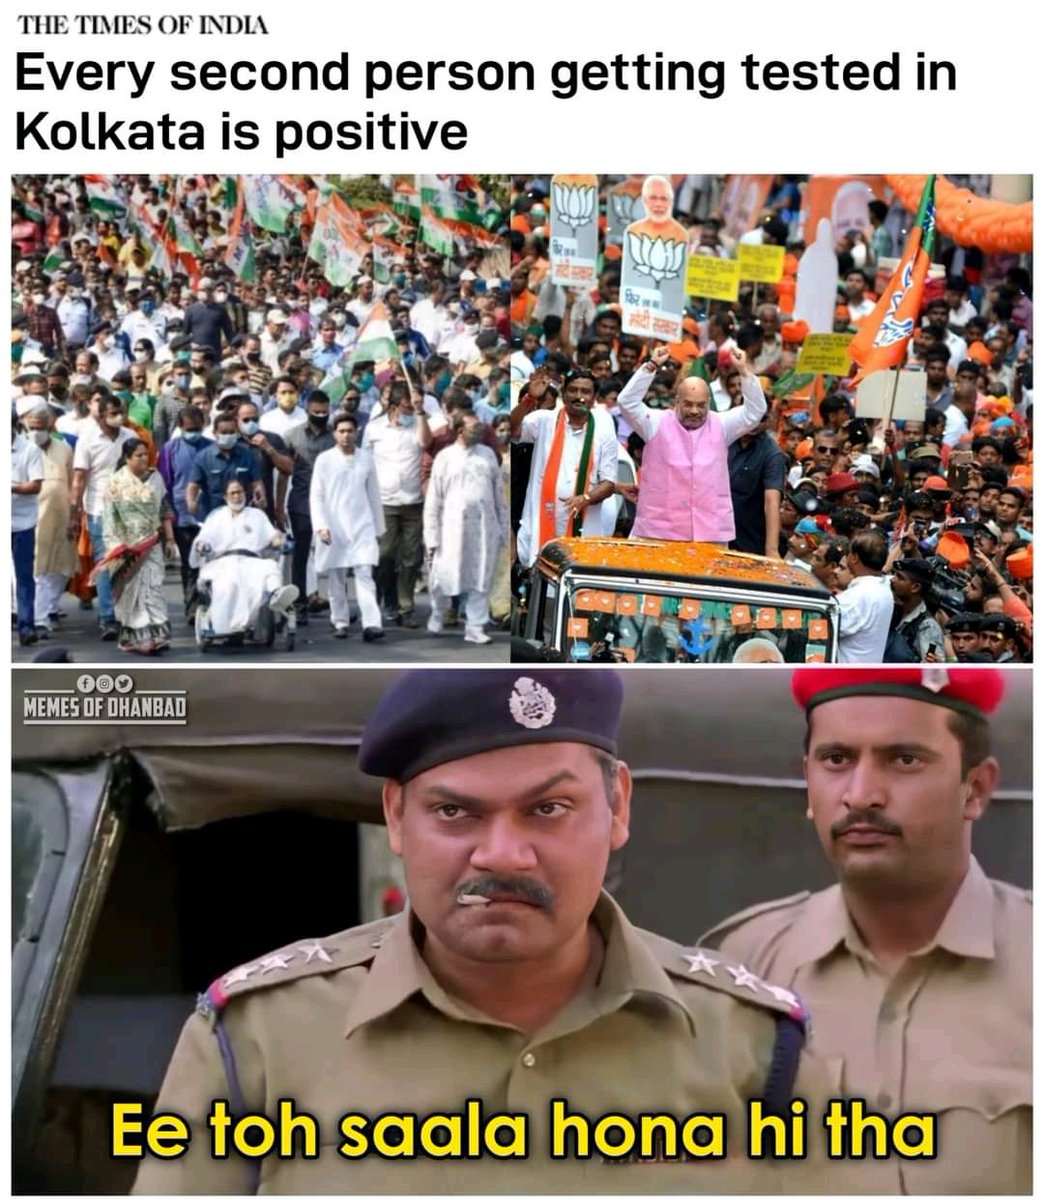 THE TIMES OF INDIA
Every second person getting tested in
Kolkata is positive
फिर
मोदी सरकार
MEMES OF DHANBAD
Ee toh saala hona hi tha